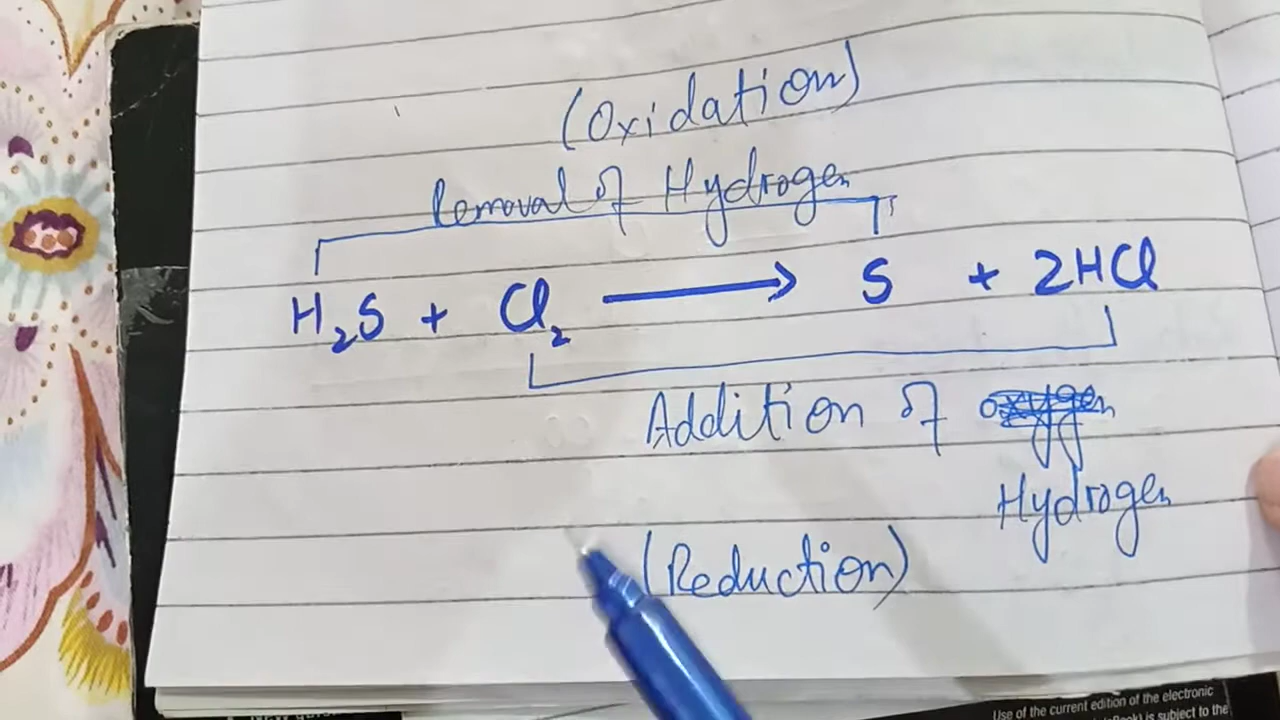 (Oxidation)
Removal of Hydrogen
H₂S + Cl₂ ⟶ S + 2HCl
Addition of oxygen
Hydrogen
(Reduction)
Use of the current edition of the electronic
is subject to the